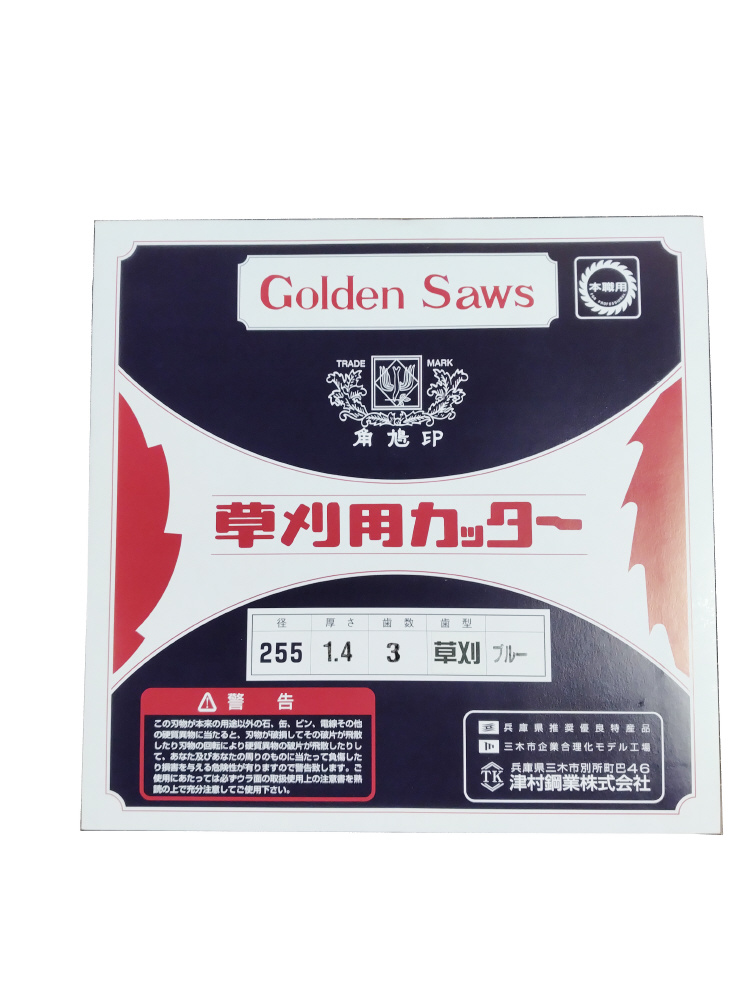 Golden Saws
本職用
FOR PROFESSIONAL
TRADE MARK
角鳩印
草刈用カッター
径 厚さ 歯数 歯型
255 1.4 3 草刈 ブルー
警告
この刃物が本来の用途以外の石、缶、ビン、電線その他
の硬質異物に当たると、刃物が破損してその破片が飛散
したり刃物の回転により硬質異物の破片が飛散したりし
て、あなた及びあなたの周りのものに当たって負傷した
り損害を与える危険性が有りますので警告致します。ご
使用にあたっては必ずウラ面の取扱使用上の注意書を熟
読の上で充分注意してご使用下さい。
兵庫県推奨優良特産品
三木市企業合理化モデル工場
TK
兵庫県三木市別所町巴46
津村鋼業株式会社